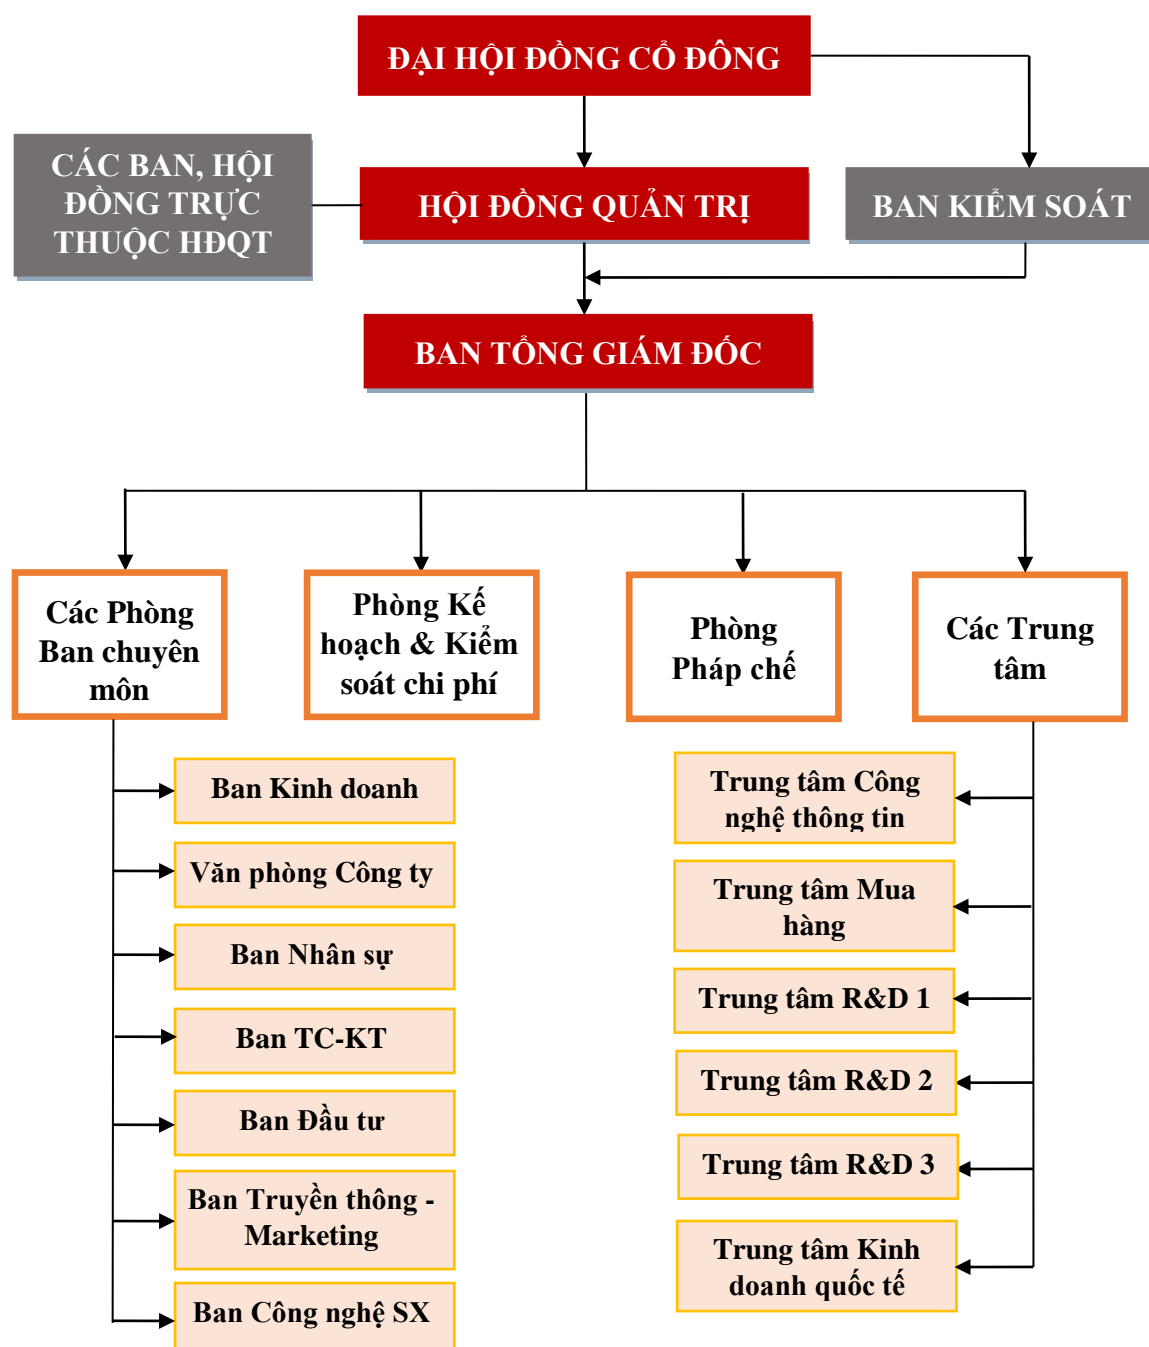 ĐẠI HỘI ĐỒNG CỔ ĐÔNG
CÁC BAN, HỘI
ĐỒNG TRỰC
THUỘC HĐQT
HỘI ĐỒNG QUẢN TRỊ
BAN KIỂM SOÁT
BAN TỔNG GIÁM ĐỐC
Các Phòng
Ban chuyên
môn
Phòng Kế
hoạch & Kiểm
soát chi phí
Phòng
Pháp chế
Các Trung
tâm
Ban Kinh doanh
Văn phòng Công ty
Ban Nhân sự
Ban TC-KT
Ban Đầu tư
Ban Truyền thông -
Marketing
Ban Công nghệ SX
Trung tâm Công
nghệ thông tin
Trung tâm Mua
hàng
Trung tâm R&D 1
Trung tâm R&D 2
Trung tâm R&D 3
Trung tâm Kinh
doanh quốc tế